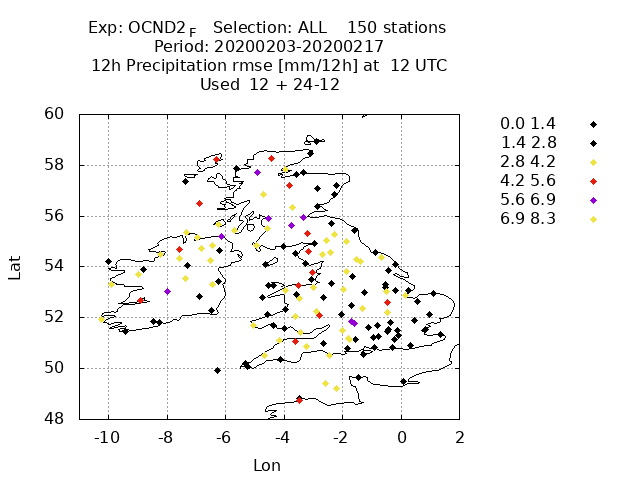 Exp: OCND2 F Selection: ALL 150 stations
Period: 20200203-20200217
12h Precipitation rmse [mm/12h] at 12 UTC
Used 12 + 24-12
60
58
56
54
52
50
48
Lat
-10 -8 -6 -4 -2 0 2
Lon
0.0 1.4
1.4 2.8
2.8 4.2
4.2 5.6
5.6 6.9
6.9 8.3